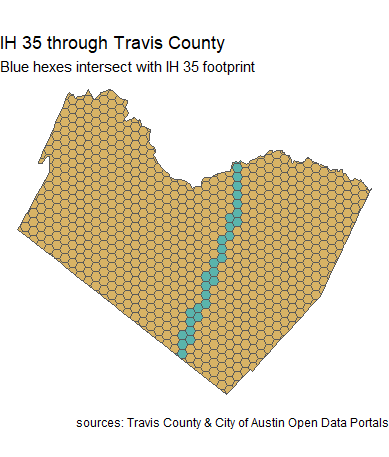 IH 35 through Travis County
Blue hexes intersect with IH 35 footprint
sources: Travis County & City of Austin Open Data Portals